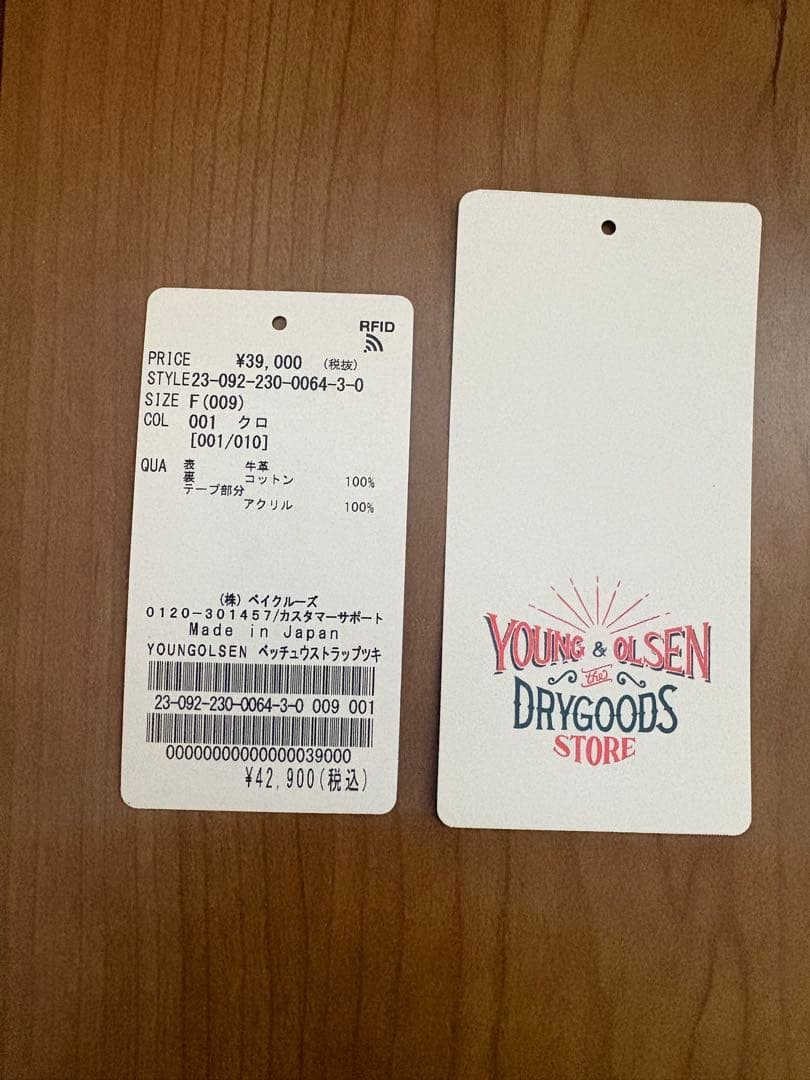 RFID
PRICE ¥39,000 (税抜)
STYLE23-092-230-0064-3-0
SIZE F(009)
COL 001 クロ
[001/010]
QUA 表 牛革
裏 コットン 100%
テープ部分
アクリル 100%
(株) ベイクルーズ
0120-301457/カスタマーサポート
Made in Japan
YOUNGOLSEN ベッチュウストラップツキ
23-092-230-0064-3-0 009 001
00000000000000039000
¥42,900(税込)
YOUNG & OLSEN
the
DRYGOODS
STORE